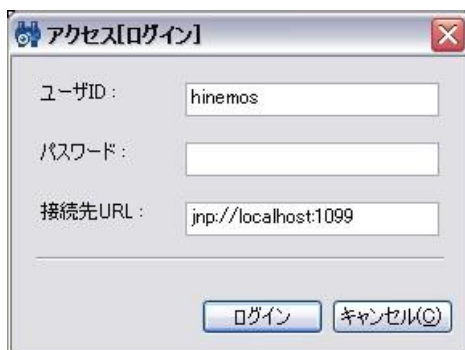 アクセス[ログイン]
ユーザID：
hinemos
パスワード：
接続先URL：
jnp://localhost:1099
ログイン
キャンセル(C)